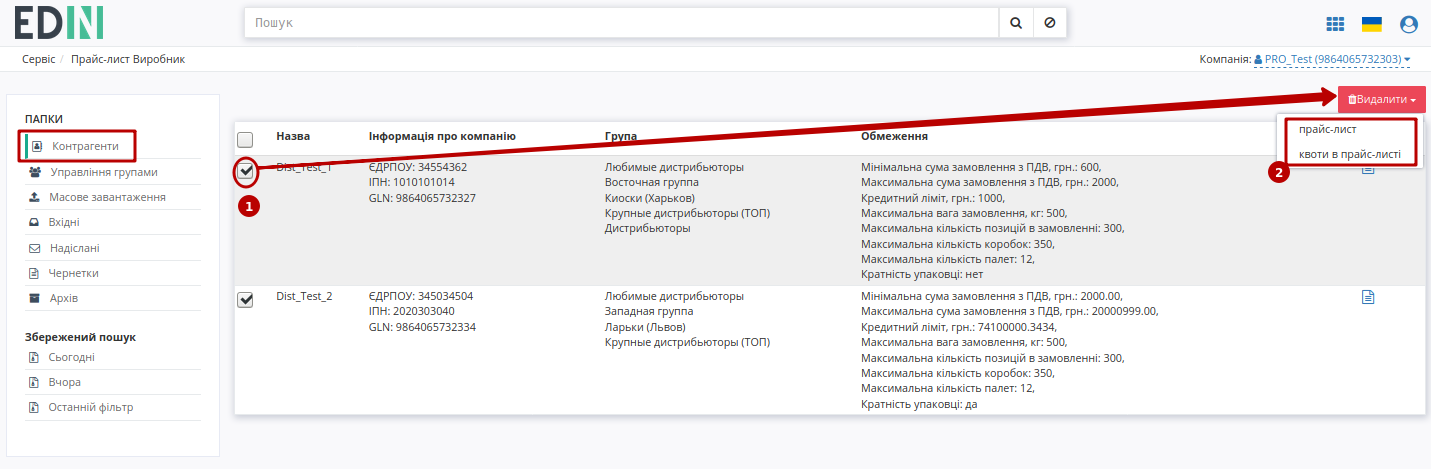 EDIN
Пошук
Сервіс / Прайс-лист Виробник
Компанія: PRO_Test (9864065732303)
ПАПКИ
Контрагенти
Управління групами
Масове завантаження
Вхідні
Надіслані
Чернетки
Архів
Збережений пошук
Сьогодні
Вчора
Останній фільтр
Видалити
прайс-лист
квоти в прайс-листі
2
Назва Інформація про компанію Група Обмеження
1
Dist_Test_1
ЄДРПОУ: 34554362
ІПН: 1010101014
GLN: 9864065732327
Любимые дистрибьюторы
Восточная группа
Киоски (Харьков)
Крупные дистрибьюторы (ТОП)
Дистрибьюторы
Мінімальна сума замовлення з ПДВ, грн.: 600,
Максимальна сума замовлення з ПДВ, грн.: 2000,
Кредитний ліміт, грн.: 1000,
Максимальна вага замовлення, кг: 500,
Максимальна кількість позицій в замовленні: 300,
Максимальна кількість коробок: 350,
Максимальна кількість палет: 12,
Кратність упаковці: нет
Dist_Test_2
ЄДРПОУ: 345034504
ІПН: 2020303040
GLN: 9864065732334
Любимые дистрибьюторы
Западная группа
Ларьки (Львов)
Крупные дистрибьюторы (ТОП)
Мінімальна сума замовлення з ПДВ, грн.: 2000.00,
Максимальна сума замовлення з ПДВ, грн.: 20000999.00,
Кредитний ліміт, грн.: 74100000.3434,
Максимальна вага замовлення, кг: 500,
Максимальна кількість позицій в замовленні: 300,
Максимальна кількість коробок: 350,
Максимальна кількість палет: 12,
Кратність упаковці: да